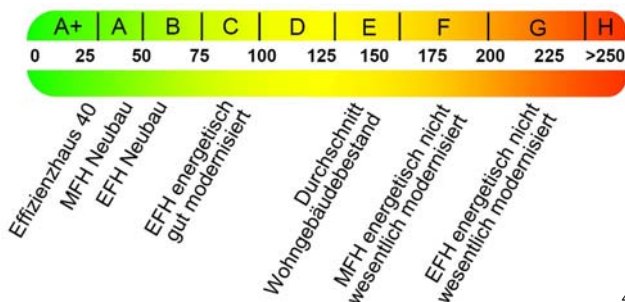 A+ A B C D E F G H
0 25 50 75 100 125 150 175 200 225 >250
Effizienzhaus 40
MFH Neubau
EFH Neubau
EFH energetisch
gut modernisiert
Durchschnitt
Wohngebäudebestand
MFH energetisch nicht
wesentlich modernisiert
EFH energetisch nicht
wesentlich modernisiert